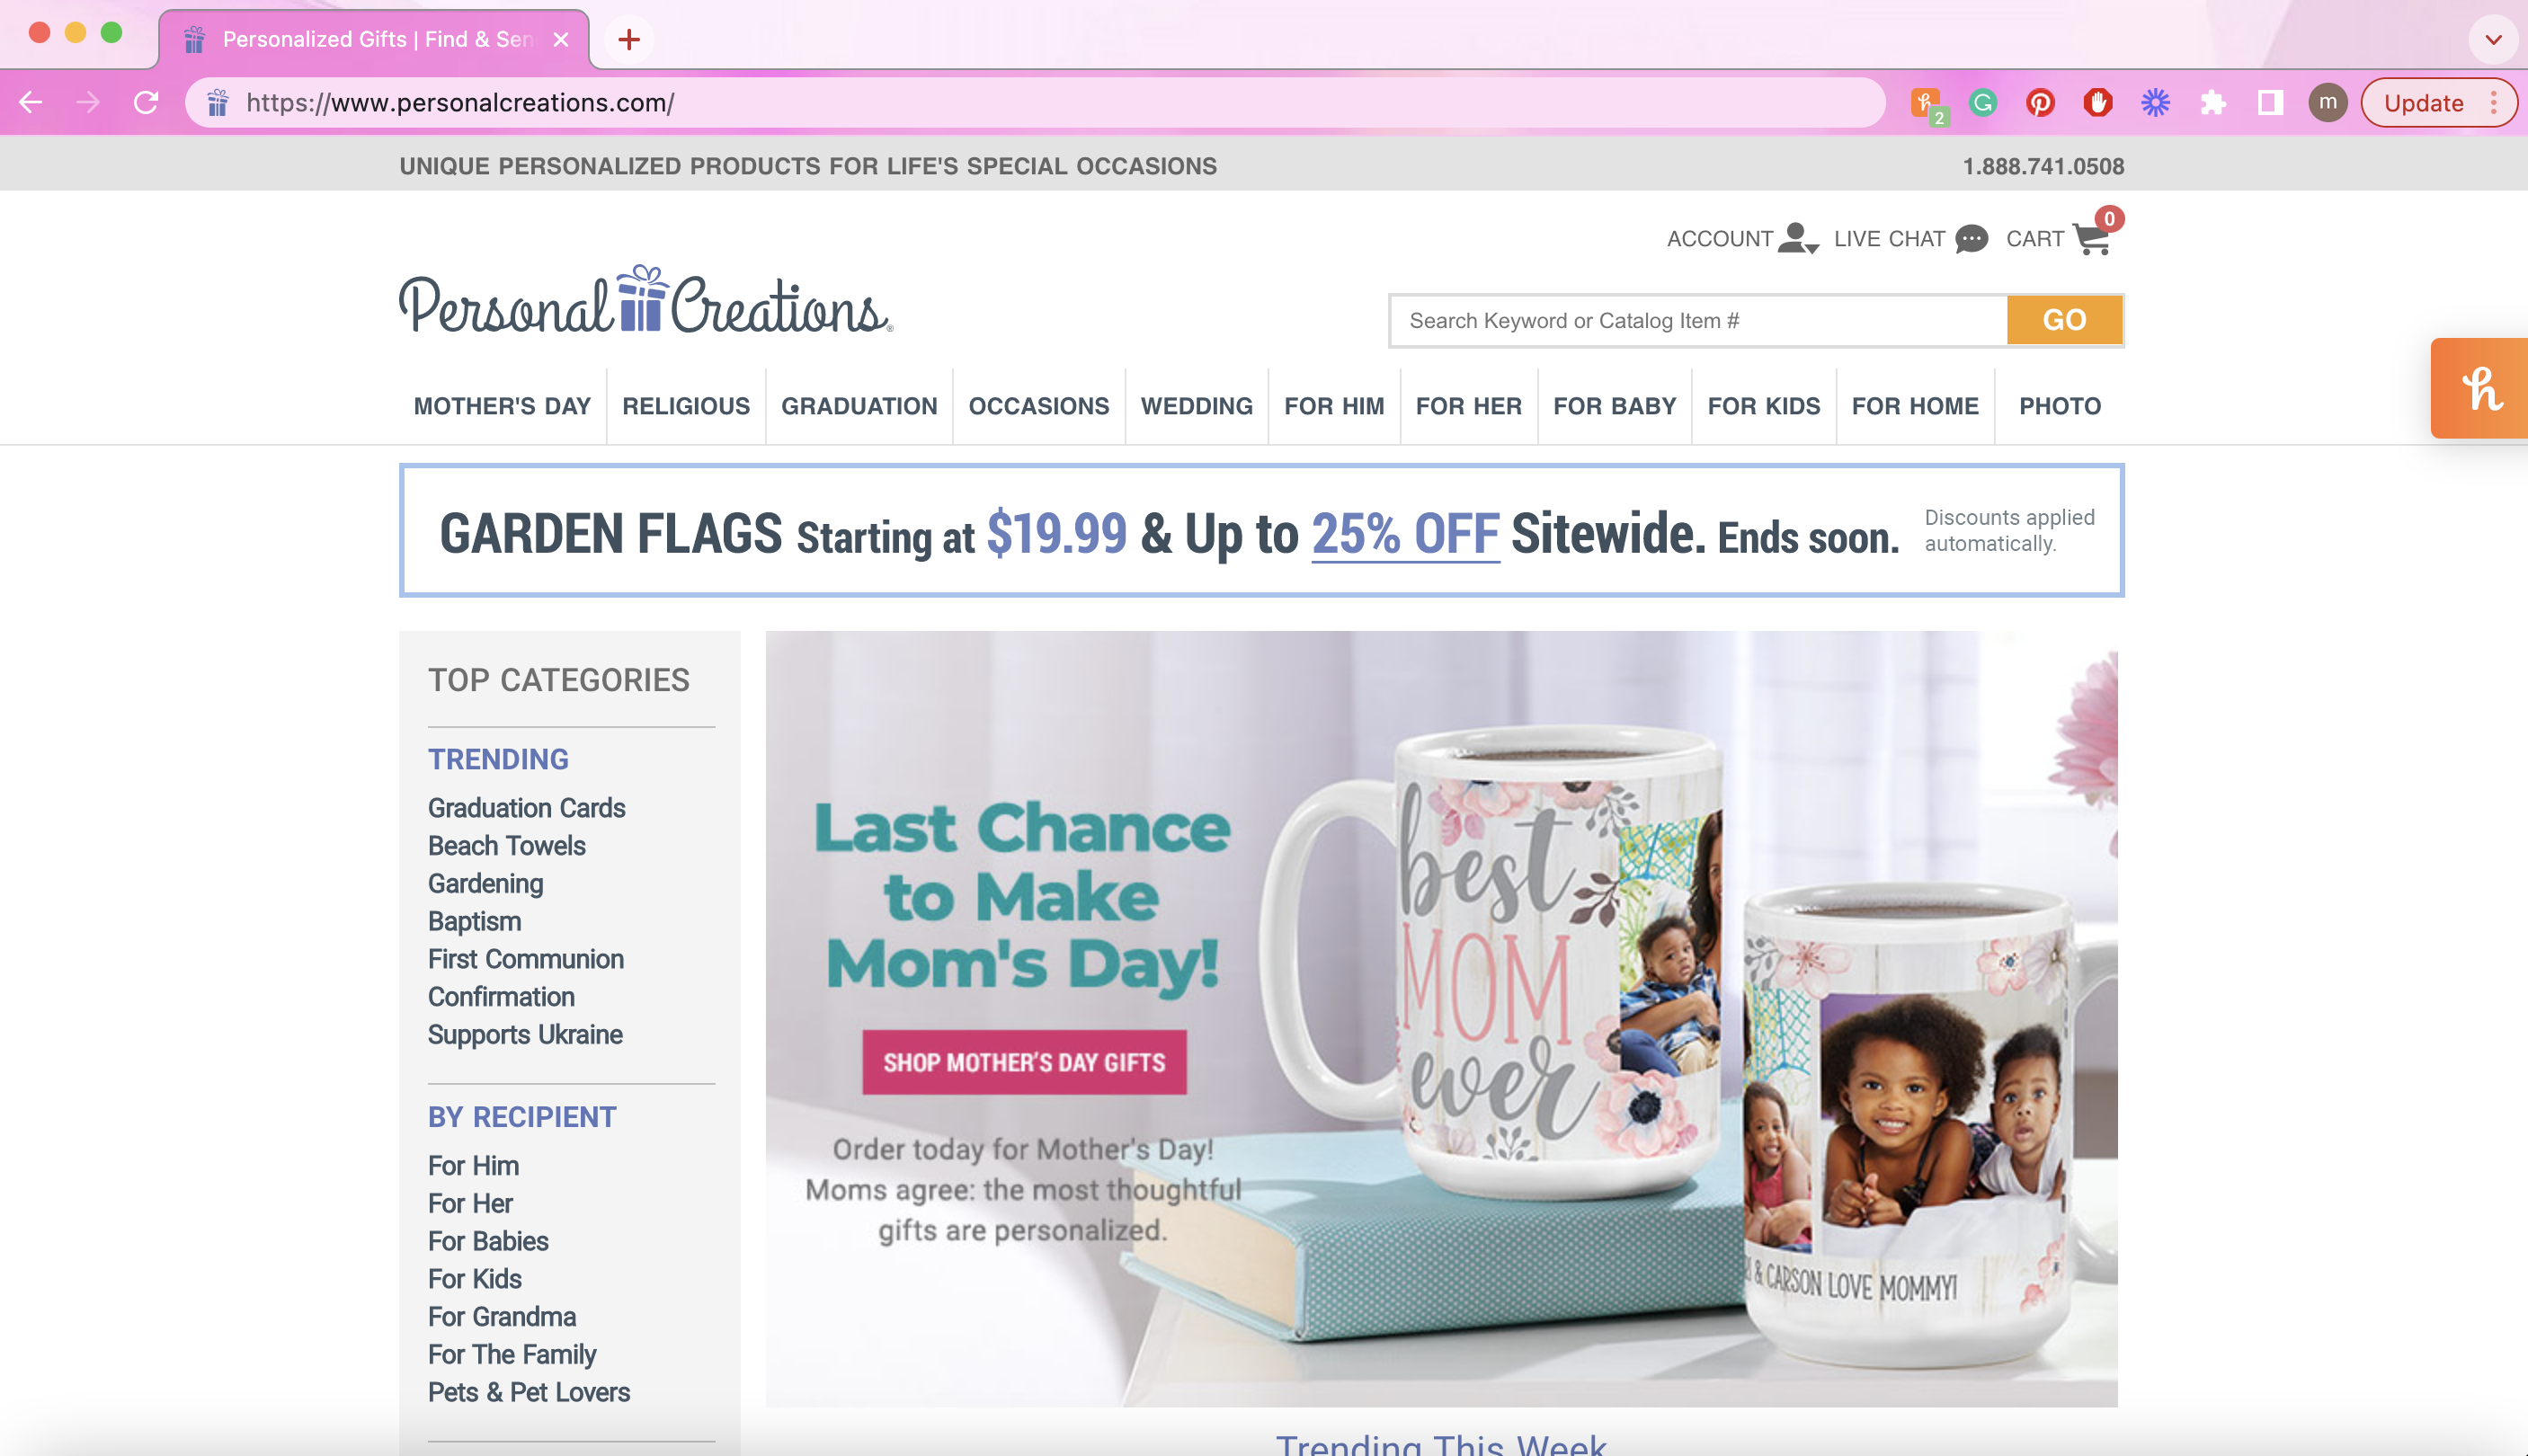 Personalized Gifts | Find & Sen
https://www.personalcreations.com/
2
m
Update
UNIQUE PERSONALIZED PRODUCTS FOR LIFE'S SPECIAL OCCASIONS
1.888.741.0508
ACCOUNT LIVE CHAT CART 0
Personal Creations®
Search Keyword or Catalog Item #
GO
MOTHER'S DAY RELIGIOUS GRADUATION OCCASIONS WEDDING FOR HIM FOR HER FOR BABY FOR KIDS FOR HOME PHOTO
h
GARDEN FLAGS Starting at $19.99 & Up to 25% OFF Sitewide. Ends soon.
Discounts applied
automatically.
TOP CATEGORIES
TRENDING
Graduation Cards
Beach Towels
Gardening
Baptism
First Communion
Confirmation
Supports Ukraine
BY RECIPIENT
For Him
For Her
For Babies
For Kids
For Grandma
For The Family
Pets & Pet Lovers
Last Chance
to Make
Mom's Day!
SHOP MOTHER'S DAY GIFTS
Order today for Mother's Day!
Moms agree: the most thoughtful
gifts are personalized.
best
MOM
ever
& CARSON LOVE MOMMY!
Trending This Week